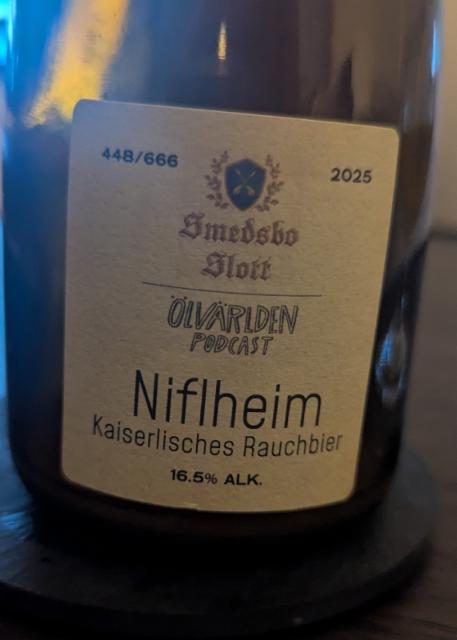 448/666
2025
Smedsbo
Slott
ÖLVÄRLDEN
PODCAST
Niflheim
Kaiserlisches Rauchbier
16.5% ALK.